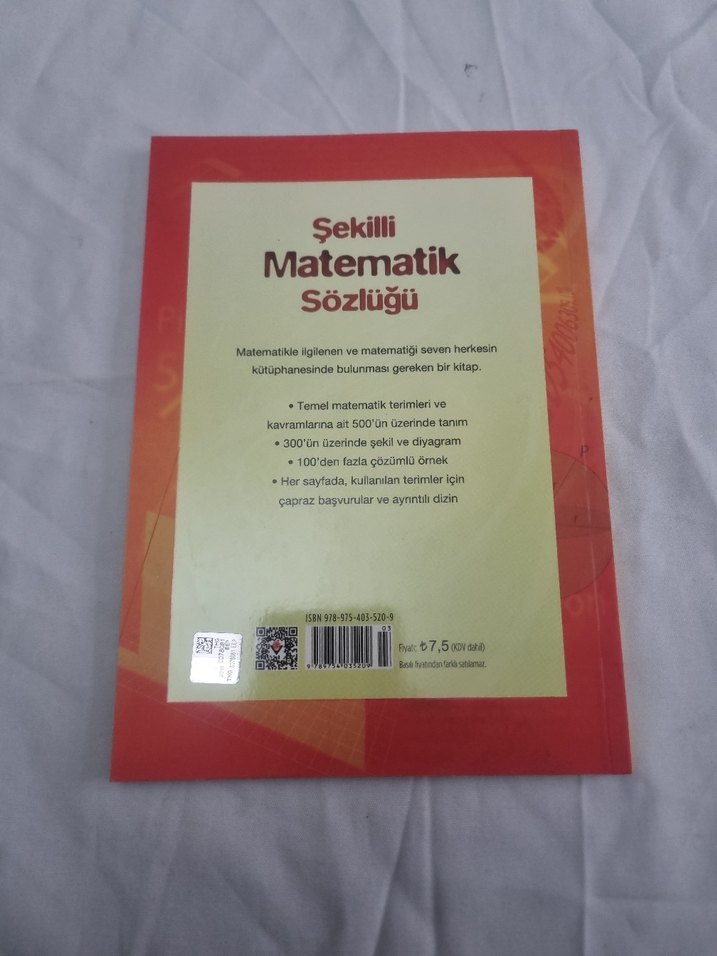 Şekilli
Matematik
Sözlüğü
Matematikle ilgilenen ve matematiği seven herkesin
kütüphanesinde bulunması gereken bir kitap.
• Temel matematik terimleri ve
kavramlarına ait 500'ün üzerinde tanım
• 300'ün üzerinde şekil ve diyagram
• 100'den fazla çözümlü örnek
• Her sayfada, kullanılan terimler için
çapraz başvurular ve ayrıntılı dizin
ISBN 978-975-403-520-9
03
9789754035209
Fiyatı: ₺7,5 (KDV dahil)
Basılı fiyatından farklı satılamaz.
P
r